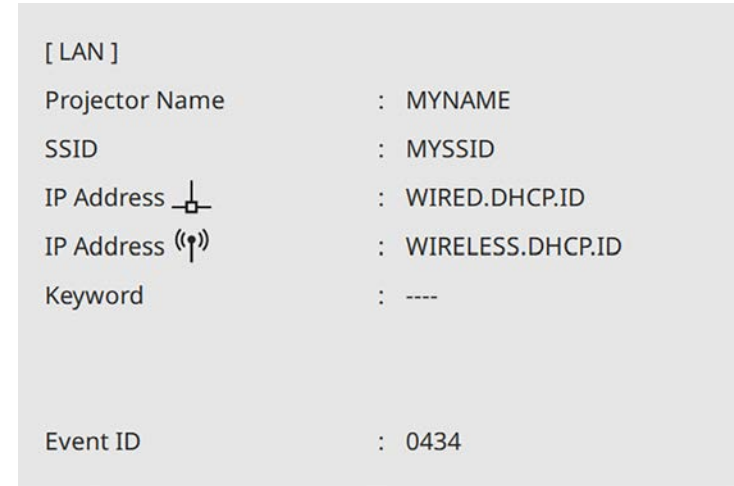 [ LAN ]
Projector Name : MYNAME
SSID : MYSSID
IP Address : WIRED.DHCP.ID
IP Address : WIRELESS.DHCP.ID
Keyword : ----
Event ID : 0434